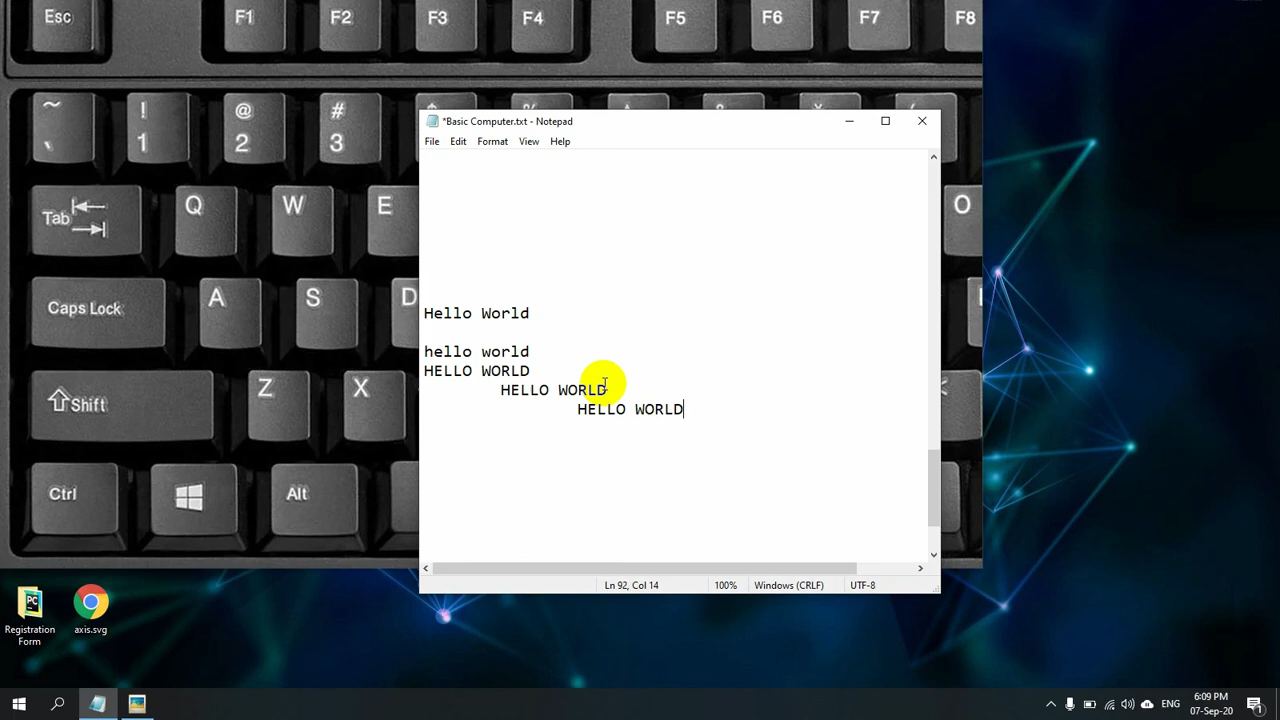 Esc F1 F2 F3 F4 F5 F6 F7 F8
~ ! @ #
` 1 2 3
*Basic Computer.txt - Notepad
File Edit Format View Help
Tab Q W E O
Caps Lock A S D
Hello World
hello world
HELLO WORLD
HELLO WORLD
HELLO WORLD
Shift Z X <
Ctrl Alt
Ln 92, Col 14 100% Windows (CRLF) UTF-8
PC
Registration
Form
axis.svg
ENG
6:09 PM
07-Sep-20
1